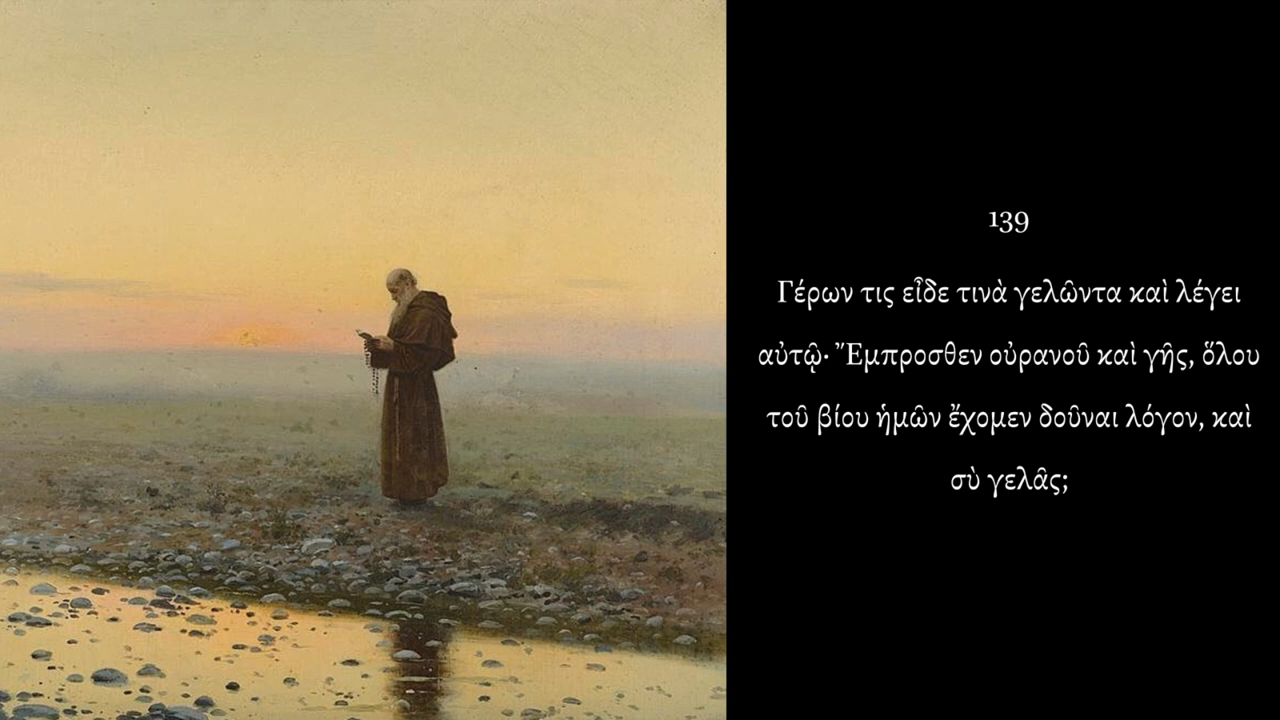 139
Γέρων τις εἶδε τινὰ γελῶντα καὶ λέγει
αὐτῷ· Ἔμπροσθεν οὐρανοῦ καὶ γῆς, ὅλου
τοῦ βίου ἡμῶν ἔχομεν δοῦναι λόγον, καὶ
σὺ γελᾷς;